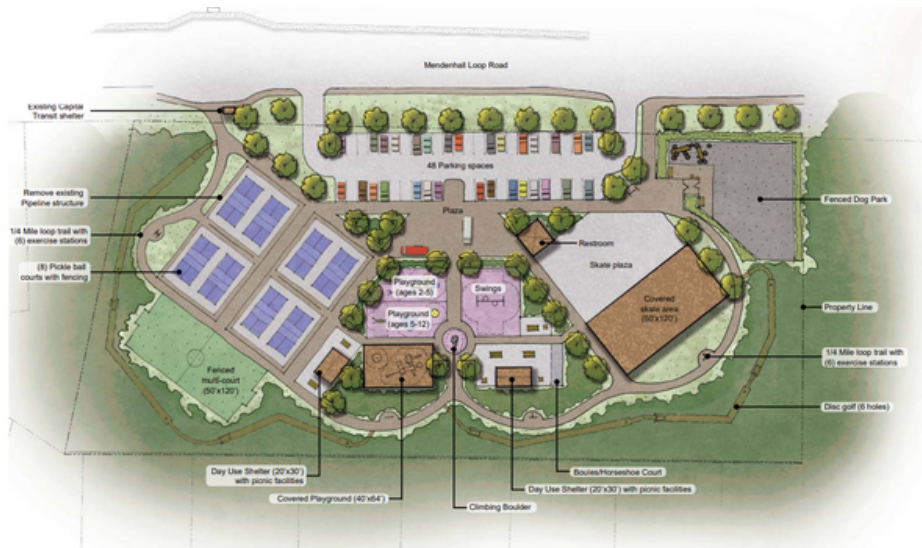 Mendenhall Loop Road
Existing Capital
Transit shelter
48 Parking spaces
Remove existing
Pipeline structure
Plaza
Fenced Dog Park
1/4 Mile loop trail with
(6) exercise stations
Restroom
Skate plaza
(8) Pickle ball
courts with fencing
Playground
(ages 2-5)
Swings
Covered
skate area
(50'x120')
Property Line
Playground
(ages 5-12)
1/4 Mile loop trail with
(6) exercise stations
Fenced
multi-court
(50'x120')
Disc golf (6 holes)
Day Use Shelter (20'x30')
with picnic facilities
Boules/Horseshoe Court
Day Use Shelter (20'x30') with picnic facilities
Covered Playground (40'x64')
Climbing Boulder